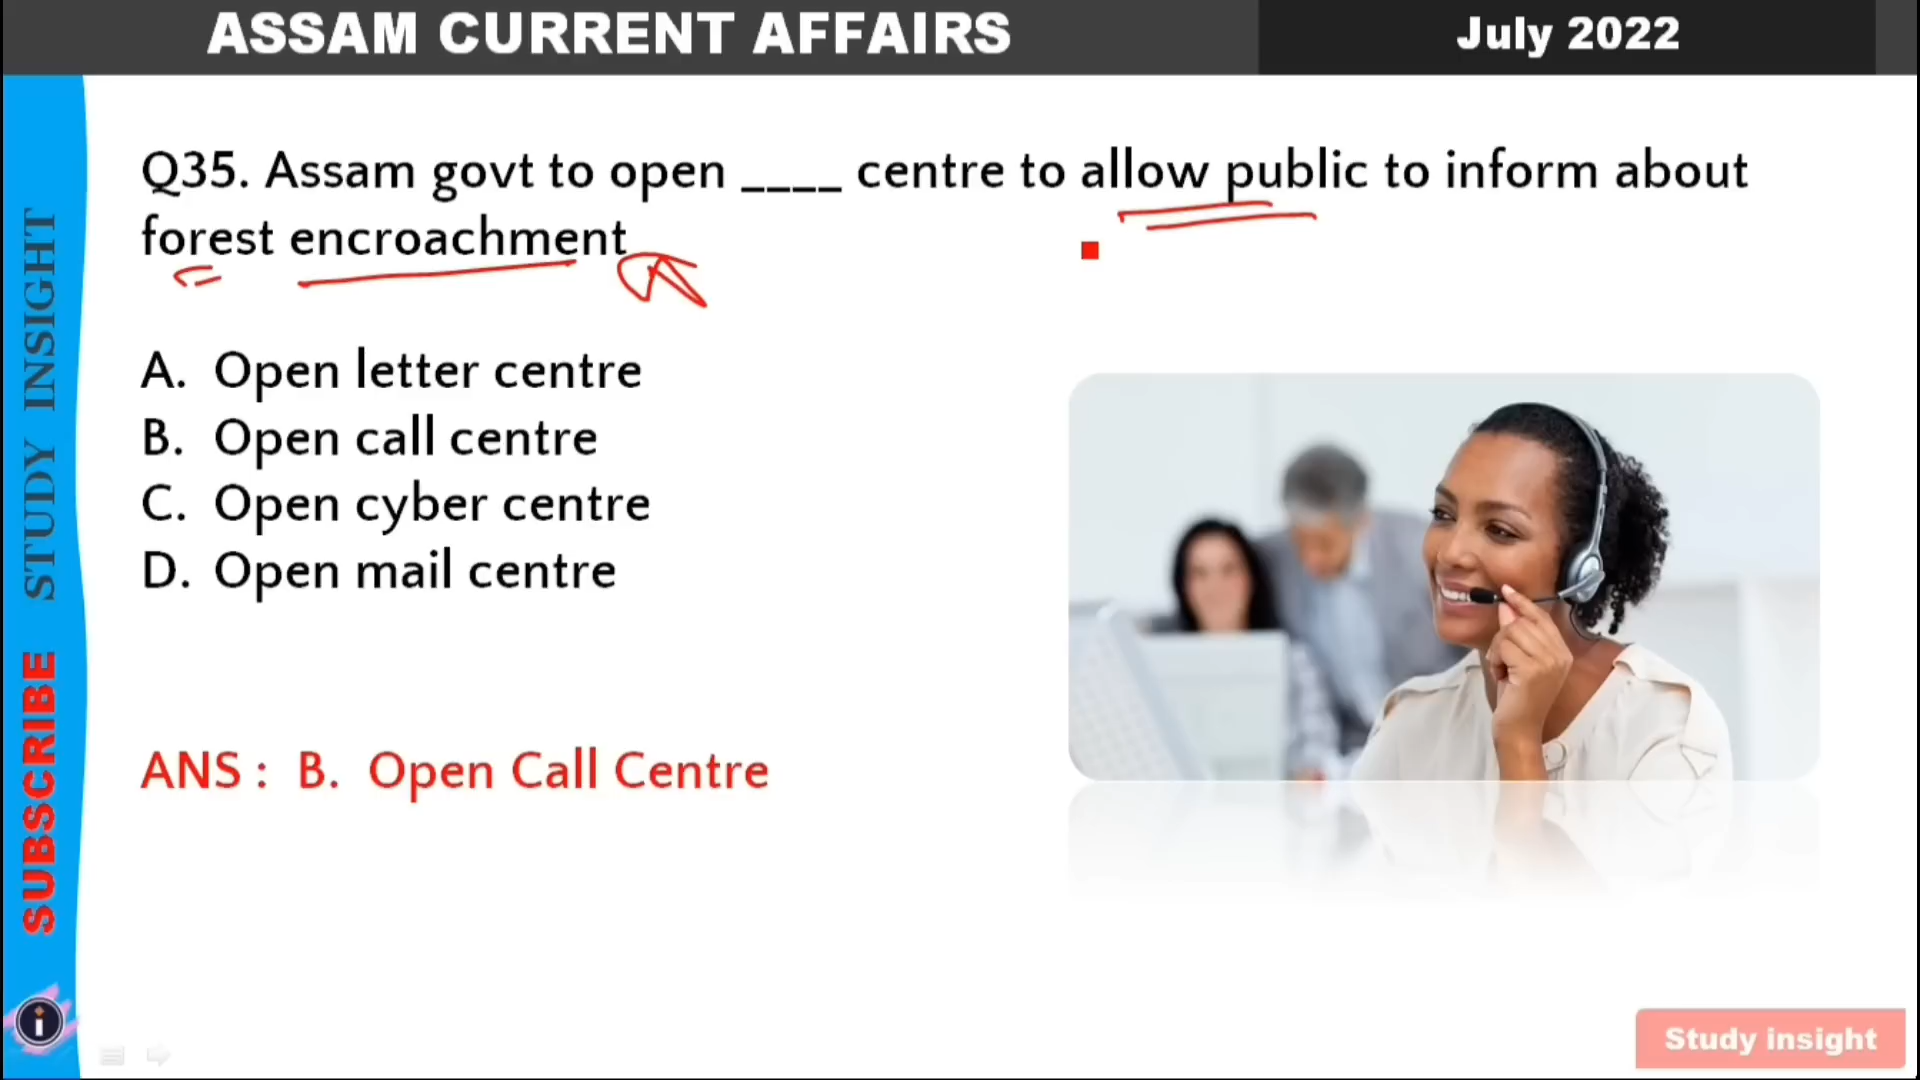 ASSAM CURRENT AFFAIRS
July 2022
Q35. Assam govt to open ____ centre to allow public to inform about
forest encroachment
A. Open letter centre
B. Open call centre
C. Open cyber centre
D. Open mail centre
ANS : B. Open Call Centre
SUBSCRIBE STUDY INSIGHT
i
Study insight